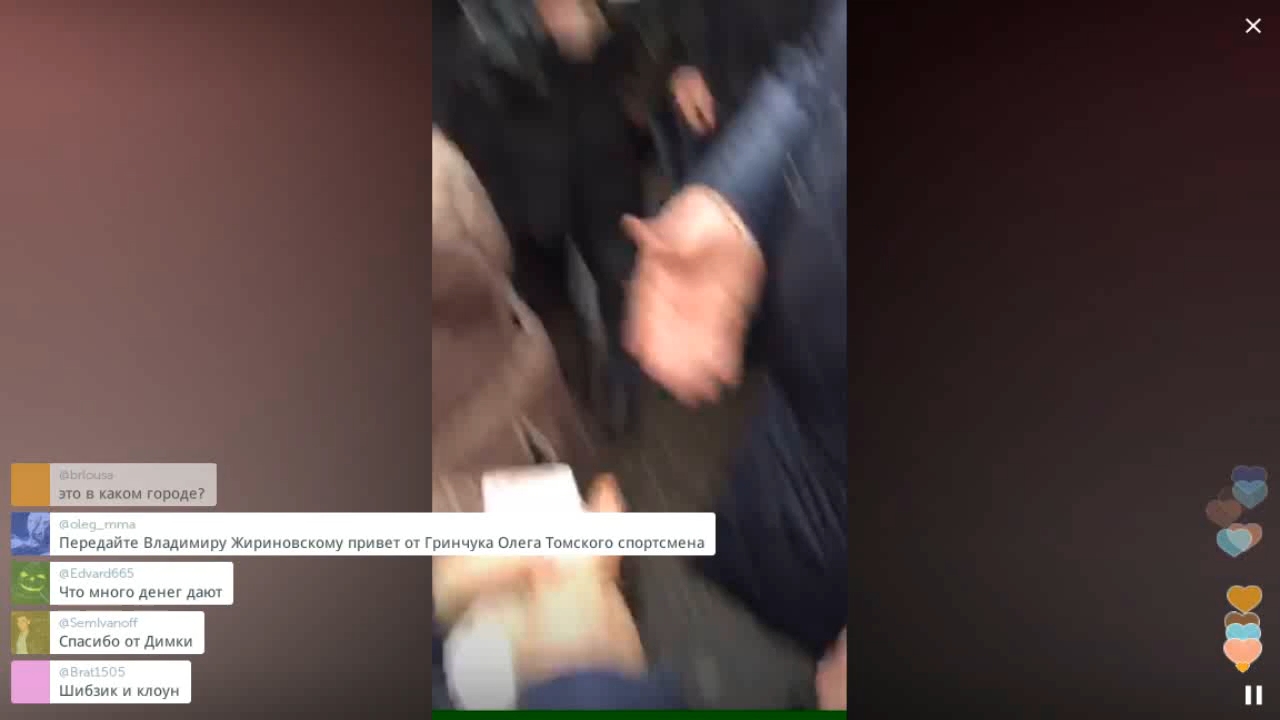 @brlousa
это в каком городе?
@oleg_mma
Передайте Владимиру Жириновскому привет от Гринчука Олега Томского спортсмена
@Edvard665
Что много денег дают
@SemIvanoff
Спасибо от Димки
@Brat1505
Шибзик и клоун